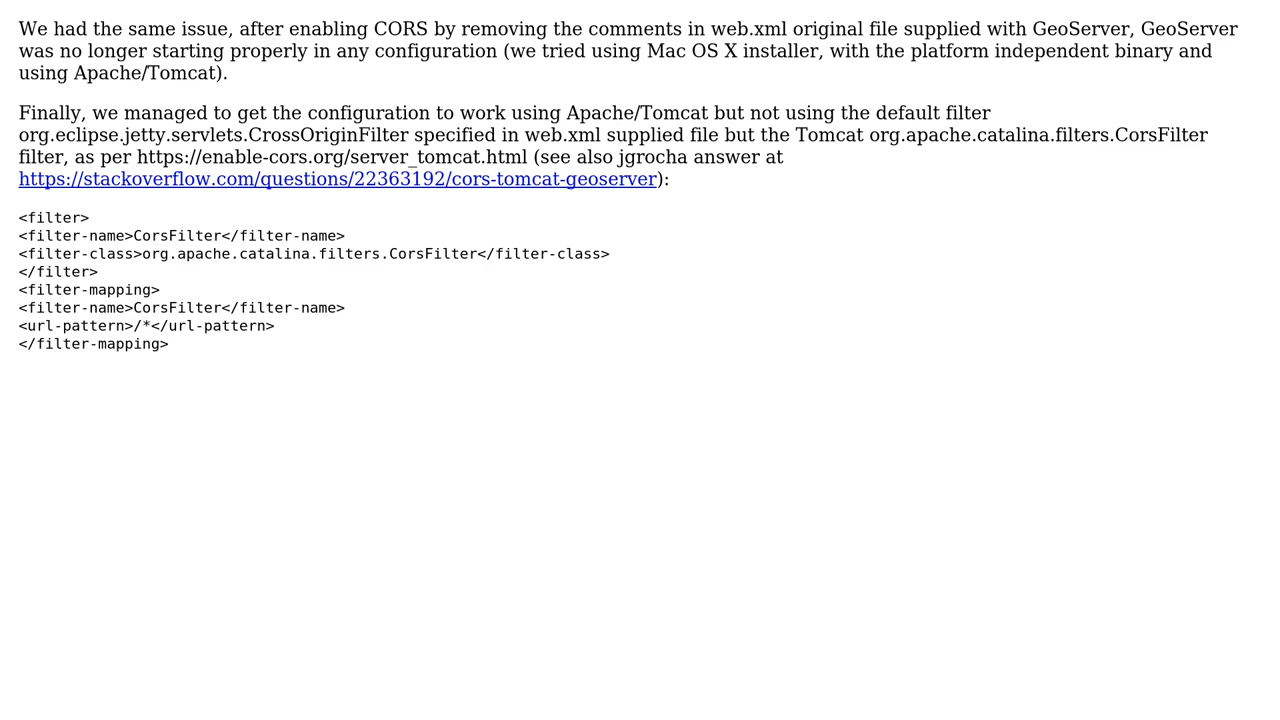 We had the same issue, after enabling CORS by removing the comments in web.xml original file supplied with GeoServer, GeoServer
was no longer starting properly in any configuration (we tried using Mac OS X installer, with the platform independent binary and
using Apache/Tomcat).
Finally, we managed to get the configuration to work using Apache/Tomcat but not using the default filter
org.eclipse.jetty.servlets.CrossOriginFilter specified in web.xml supplied file but the Tomcat org.apache.catalina.filters.CorsFilter
filter, as per https://enable-cors.org/server_tomcat.html (see also jgrocha answer at
https://stackoverflow.com/questions/22363192/cors-tomcat-geoserver):
<filter>
<filter-name>CorsFilter</filter-name>
<filter-class>org.apache.catalina.filters.CorsFilter</filter-class>
</filter>
<filter-mapping>
<filter-name>CorsFilter</filter-name>
<url-pattern>/*</url-pattern>
</filter-mapping>